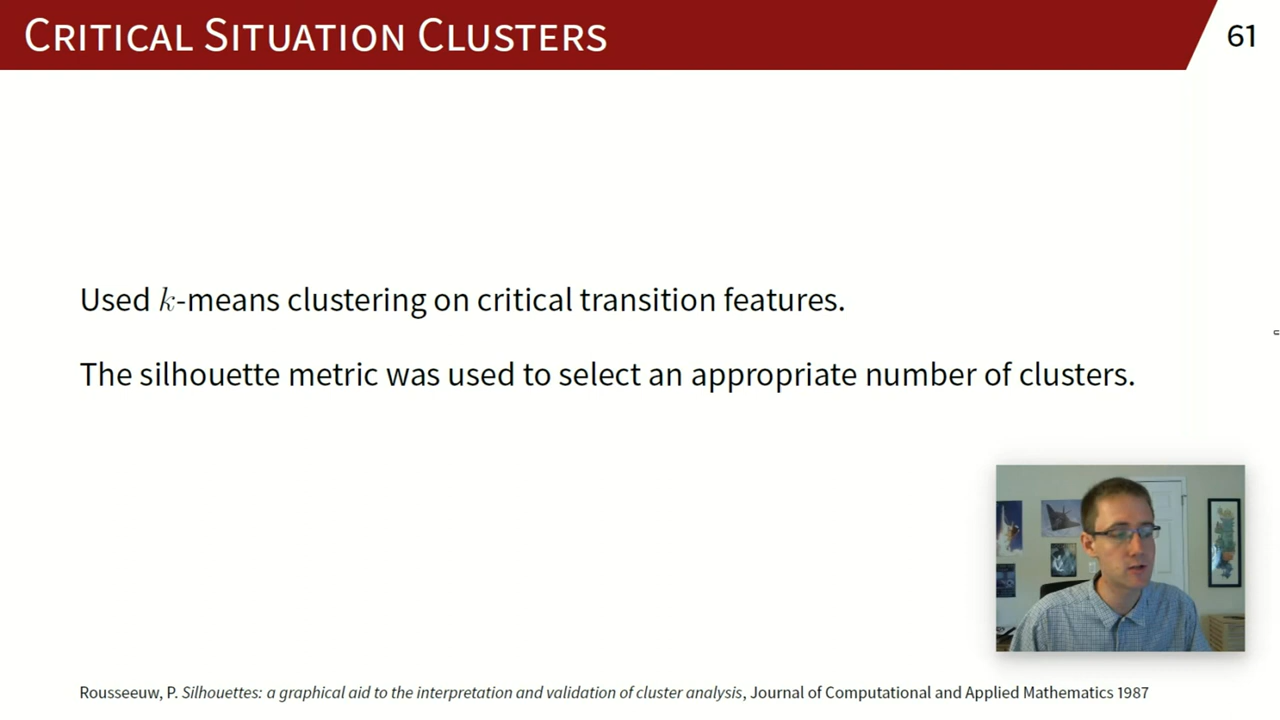 CRITICAL SITUATION CLUSTERS
61
Used k-means clustering on critical transition features.
The silhouette metric was used to select an appropriate number of clusters.
Rousseeuw, P. Silhouettes: a graphical aid to the interpretation and validation of cluster analysis, Journal of Computational and Applied Mathematics 1987